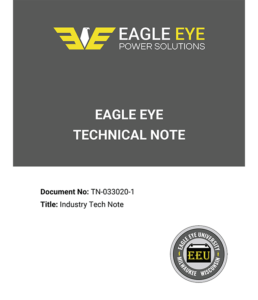 EAGLE EYE
POWER SOLUTIONS
EAGLE EYE
TECHNICAL NOTE
Document No: TN-033020-1
Title: Industry Tech Note
EAGLE EYE UNIVERSITY
EEU
MILWAUKEE WISCONSIN